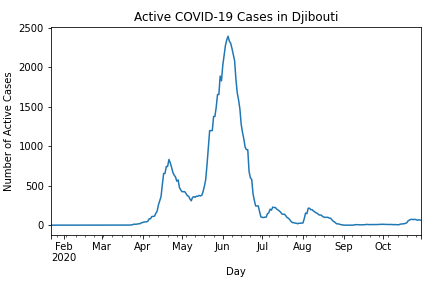 Active COVID-19 Cases in Djibouti
Number of Active Cases
2500
2000
1500
1000
500
0
Feb Mar Apr May Jun Jul Aug Sep Oct
2020
Day